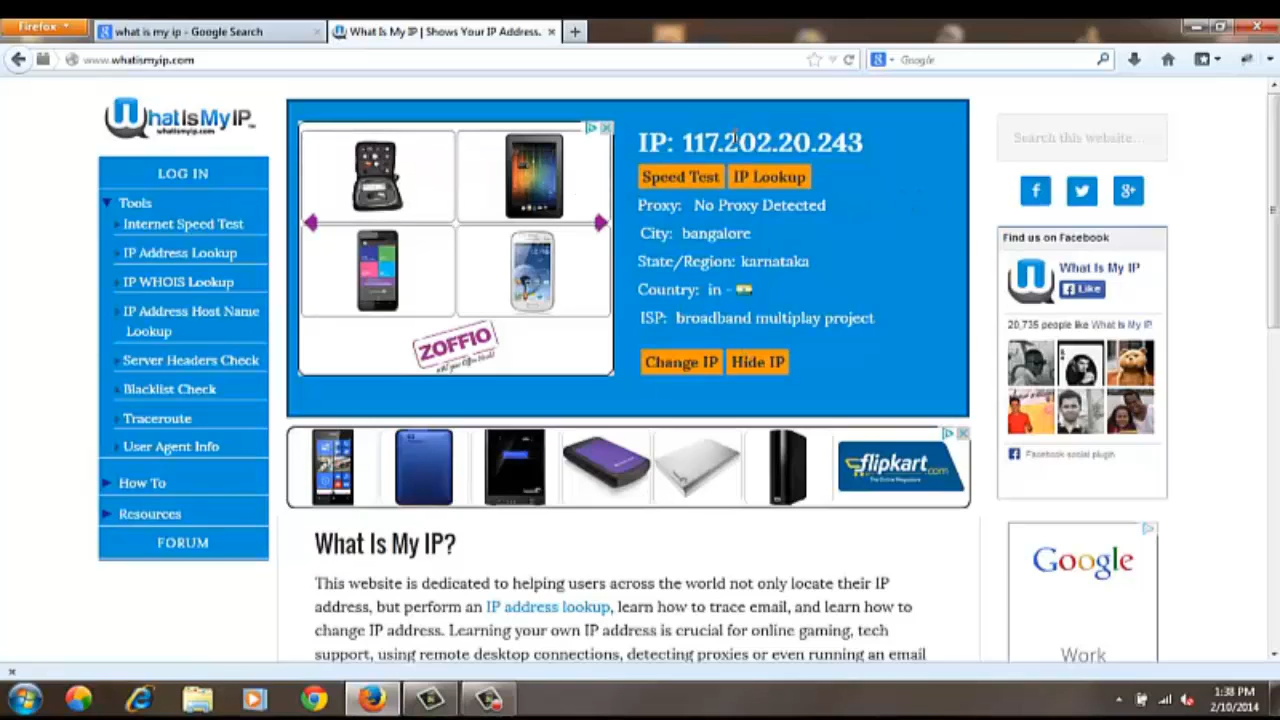 Firefox
what is my ip - Google Search
What Is My IP | Shows Your IP Address.
www.whatismyip.com
Google
WhatIsMyIP
whatismyip.com
LOG IN
Tools
Internet Speed Test
IP Address Lookup
IP WHOIS Lookup
IP Address Host Name
Lookup
Server Headers Check
Blacklist Check
Traceroute
User Agent Info
How To
Resources
FORUM
ZOFFIO
IP: 117.202.20.243
Speed Test IP Lookup
Proxy: No Proxy Detected
City: bangalore
State/Region: karnataka
Country: in -
ISP: broadband multiplay project
Change IP Hide IP
flipkart.com
The Online Megastore
What Is My IP?
This website is dedicated to helping users across the world not only locate their IP
address, but perform an IP address lookup, learn how to trace email, and learn how to
change IP address. Learning your own IP address is crucial for online gaming, tech
support, using remote desktop connections, detecting proxies or even running an email
Search this website...
Find us on Facebook
What Is My IP
Like
20,735 people like What Is My IP.
Facebook social plugin
Google
Work
1:38 PM
2/10/2014